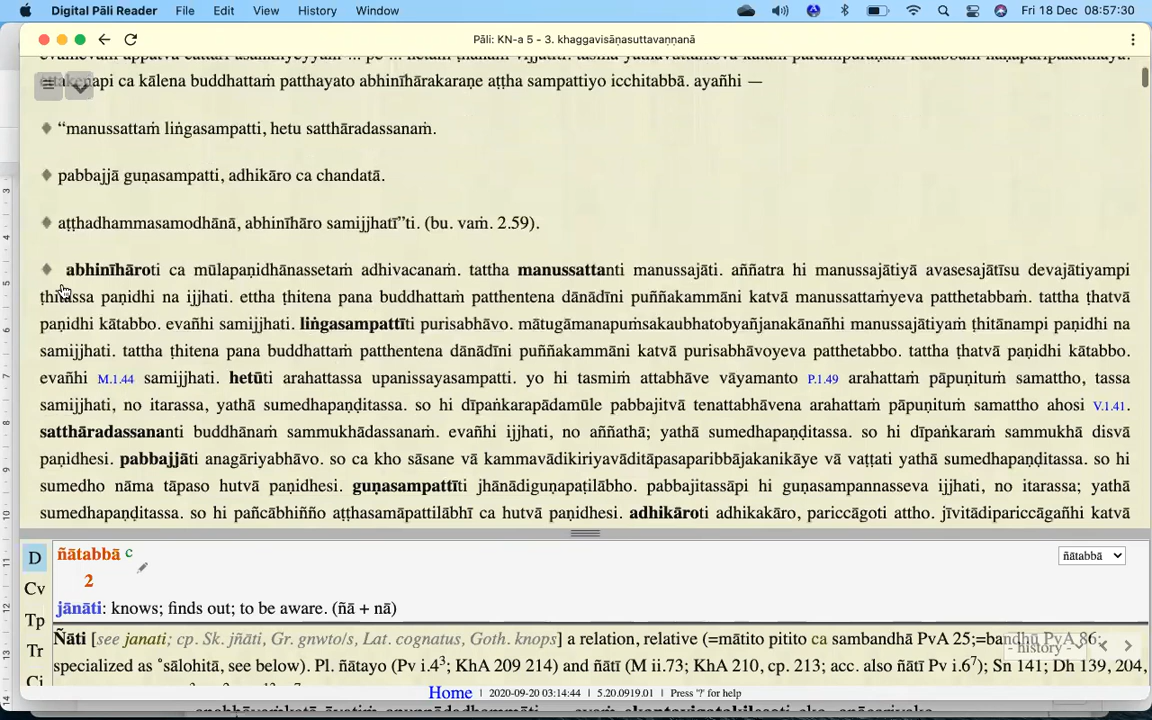 Digital Pāli Reader File Edit View History Window Fri 18 Dec 08:57:30
Pāli: KN-a 5 - 3. khaggavisāṇasuttavaṇṇanā
ca kālena buddhattaṁ patthayato abhinīhārakaraṇe aṭṭha sampattiyo icchitabbā. ayañhi —
“manussattaṁ liṅgasampatti, hetu satthāradassanaṁ.
pabbajjā guṇasampatti, adhikāro ca chandatā.
aṭṭhadhammasamodhānā, abhinīhāro samijjhatī”ti. (bu. vaṁ. 2.59).
abhinīhāroti ca mūlapaṇidhānassetaṁ adhivacanaṁ. tattha manussattanti manussajāti. aññatra hi manussajātiyā avasesajātīsu devajātiyampi
ṭhitassa paṇidhi na ijjhati. ettha ṭhitena pana buddhattaṁ patthentena dānādīni puññakammāni katvā manussattaṁyeva patthetabbaṁ. tattha ṭhatvā
paṇidhi kātabbo. evañhi samijjhati. liṅgasampattīti purisabhāvo. mātugāmanapuṁsakaubhatobyañjanakānañhi manussajātiyaṁ ṭhitānampi paṇidhi na
samijjhati. tattha ṭhitena pana buddhattaṁ patthentena dānādīni puññakammāni katvā purisabhāvoyeva patthetabbo. tattha ṭhatvā paṇidhi kātabbo.
evañhi M.1.44 samijjhati. hetūti arahattassa upanissayasampatti. yo hi tasmiṁ attabhāve vāyamanto P.1.49 arahattaṁ pāpuṇituṁ samattho, tassa
samijjhati, no itarassa, yathā sumedhapaṇḍitassa. so hi dīpaṅkarapādamūle pabbajitvā tenattabhāvena arahattaṁ pāpuṇituṁ samattho ahosi V.1.41.
satthāradassananti buddhānaṁ sammukhādassanaṁ. evañhi ijjhati, no aññathā; yathā sumedhapaṇḍitassa. so hi dīpaṅkaraṁ sammukhā disvā
paṇidhesi. pabbajjāti anagāriyabhāvo. so ca kho sāsane vā kammavādikiriyavāditāpasaparibbājakanikāye vā vaṭṭati yathā sumedhapaṇḍitassa. so hi
sumedho nāma tāpaso hutvā paṇidhesi. guṇasampattīti jhānādiguṇapaṭilābho. pabbajitassāpi hi guṇasampannasseva ijjhati, no itarassa; yathā
sumedhapaṇḍitassa. so hi pañcābhiñño aṭṭhasamāpattilābhī ca hutvā paṇidhesi. adhikāroti adhikakāro, pariccāgoti attho. jīvitādipariccāgañhi katvā
D ñātabbā c ñātabbā
2
Cv
jānāti: knows; finds out; to be aware. (ñā + nā)
Tp
Ñāti [see janati; cp. Sk. jñāti, Gr. gnwto/s, Lat. cognatus, Goth. knops] a relation, relative (=mātito pitito ca sambandhā PvA 25;=bandhū PvA 86;
Tr
- history -
specialized as ˚sālohitā, see below). Pl. ñātayo (Pv i.4³; KhA 209 214) and ñātī (M ii.73; KhA 210, cp. 213; acc. also ñātī Pv i.6⁷); Sn 141; Dh 139, 204,
Home | 2020-09-20 03:14:44 | 5.20.0919.01 | Press '?' for help